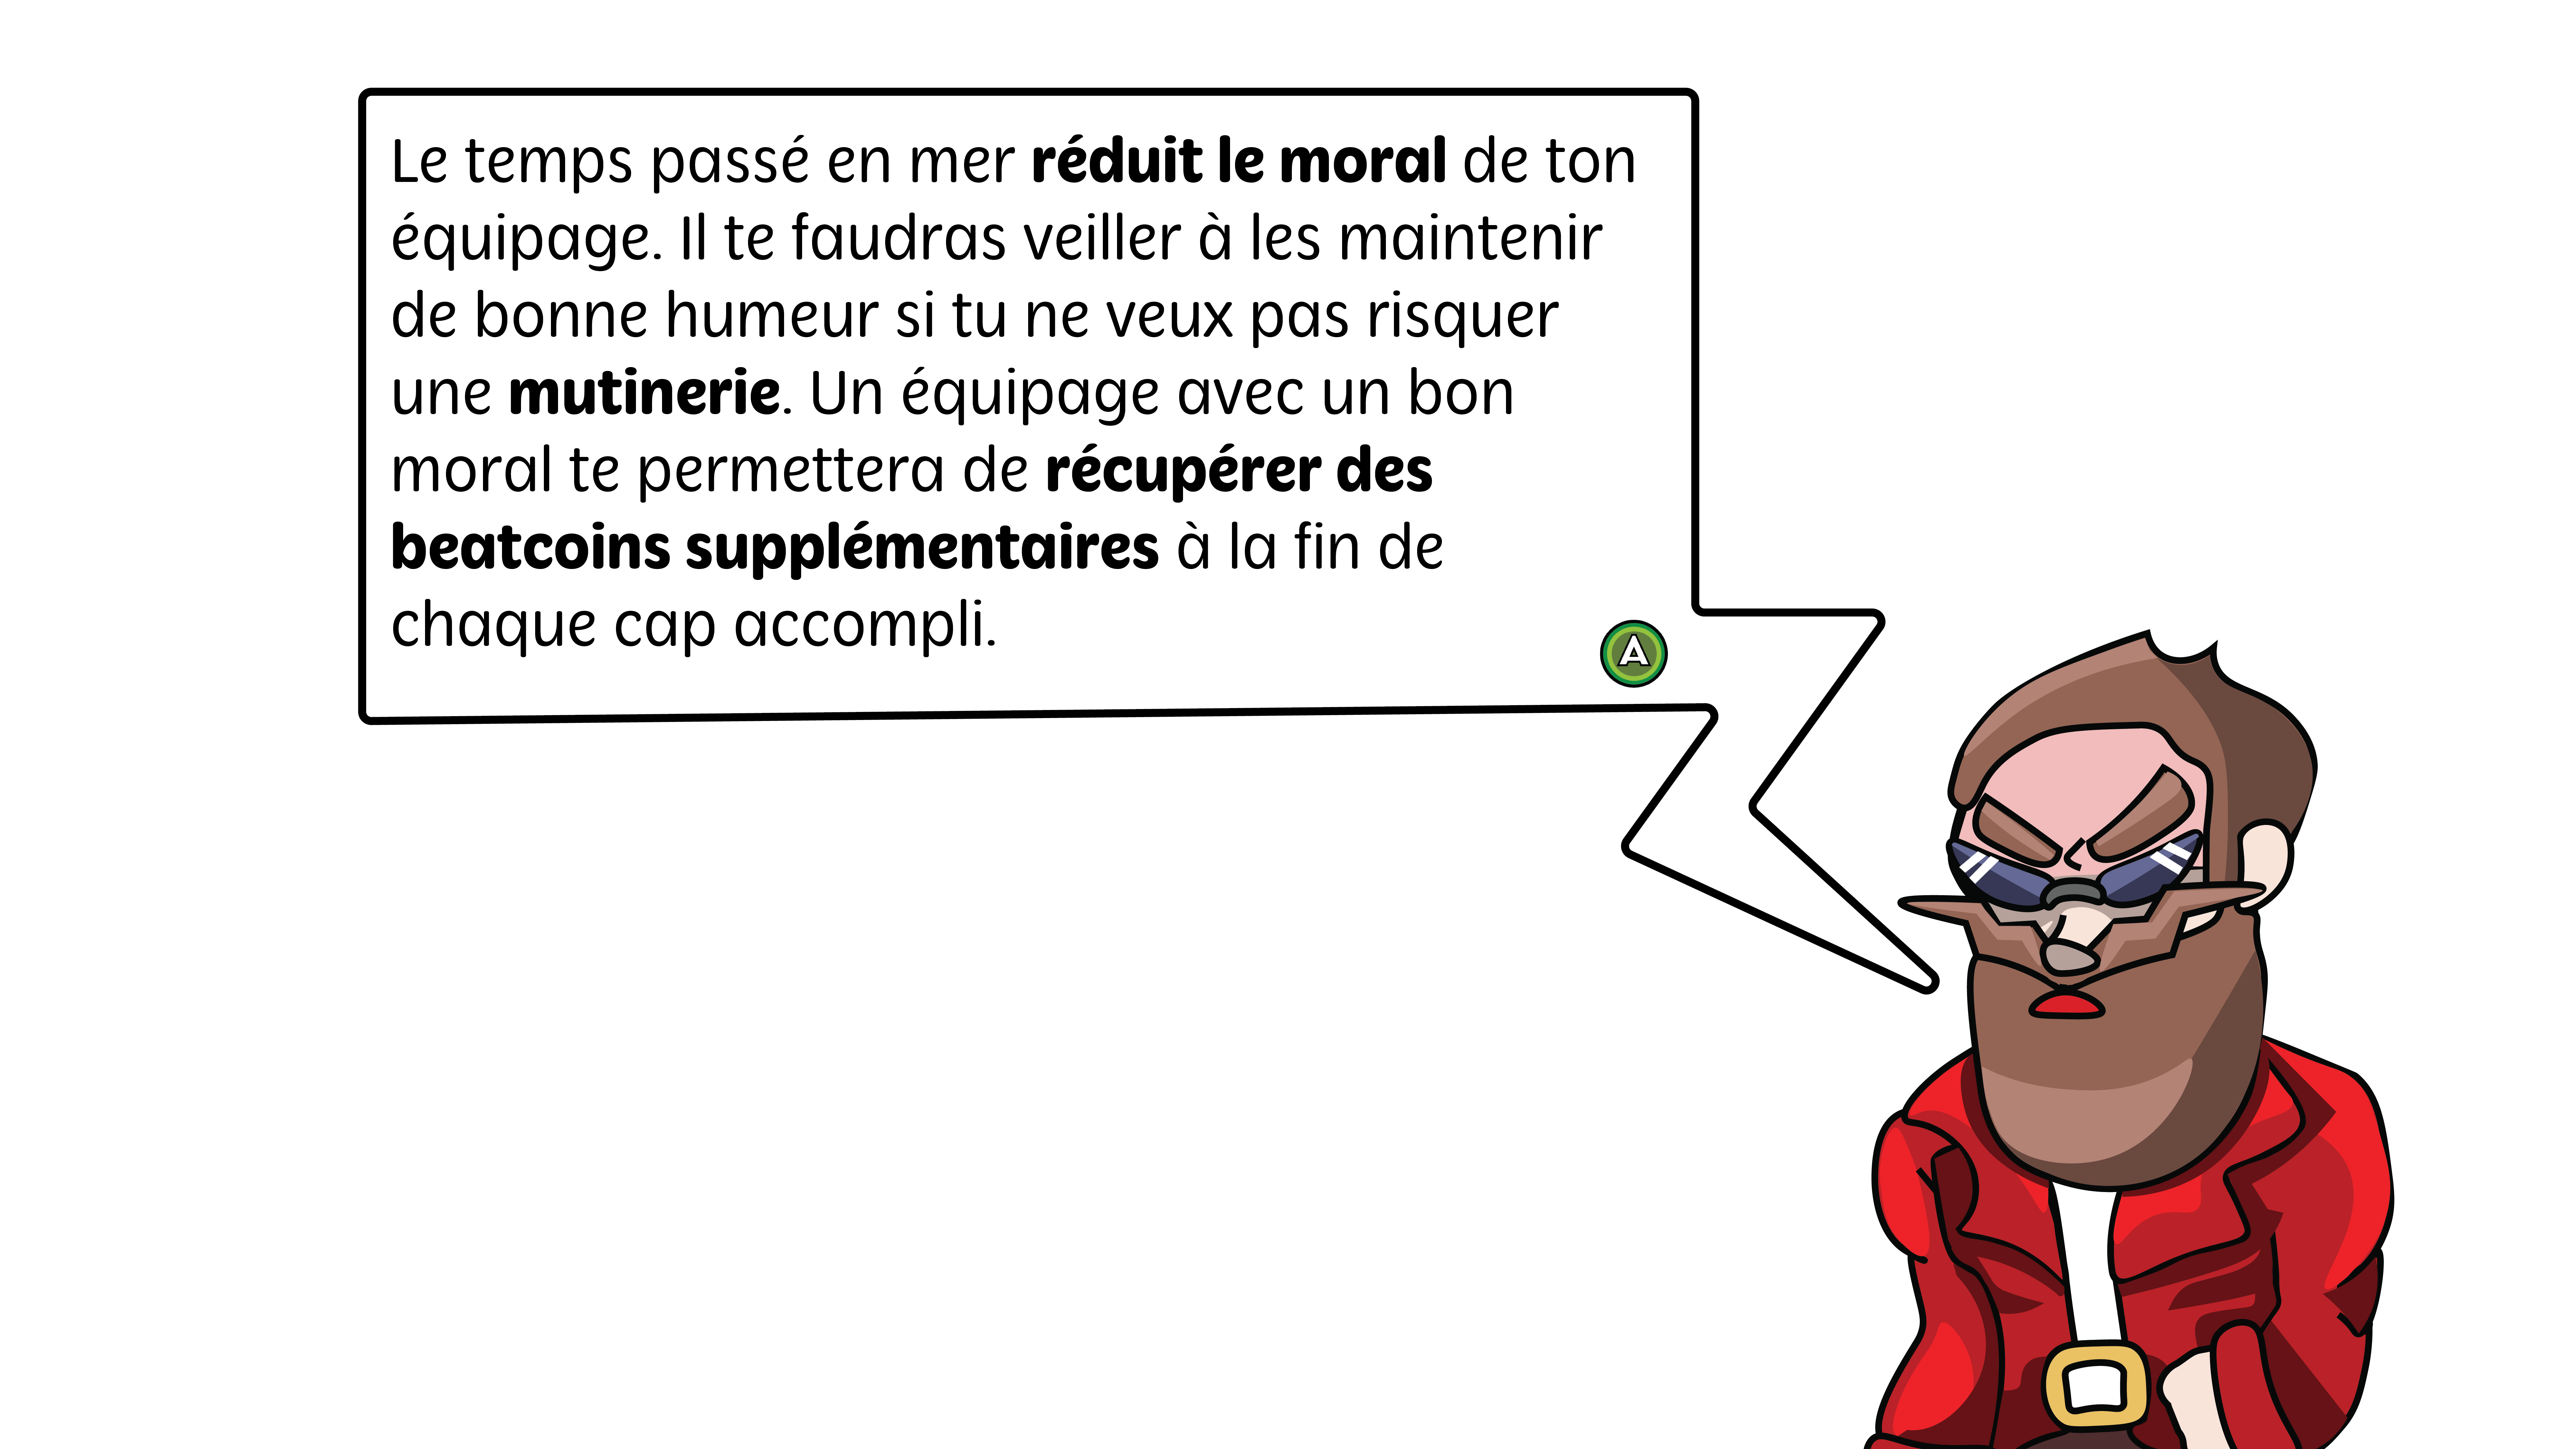 Le temps passé en mer réduit le moral de ton
équipage. Il te faudras veiller à les maintenir
de bonne humeur si tu ne veux pas risquer
une mutinerie. Un équipage avec un bon
moral te permettera de récupérer des
beatcoins supplémentaires à la fin de
chaque cap accompli.
A